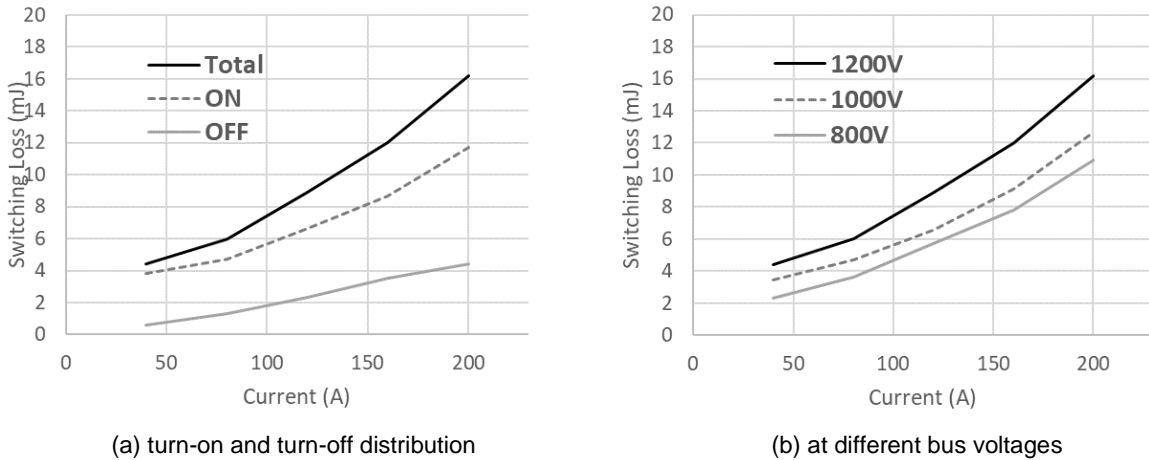 20
18
16
14
12
10
8
6
4
2
0
Switching Loss (mJ)
Total
ON
OFF
0 50 100 150 200
Current (A)
(a) turn-on and turn-off distribution
20
18
16
14
12
10
8
6
4
2
0
Switching Loss (mJ)
1200V
1000V
800V
0 50 100 150 200
Current (A)
(b) at different bus voltages